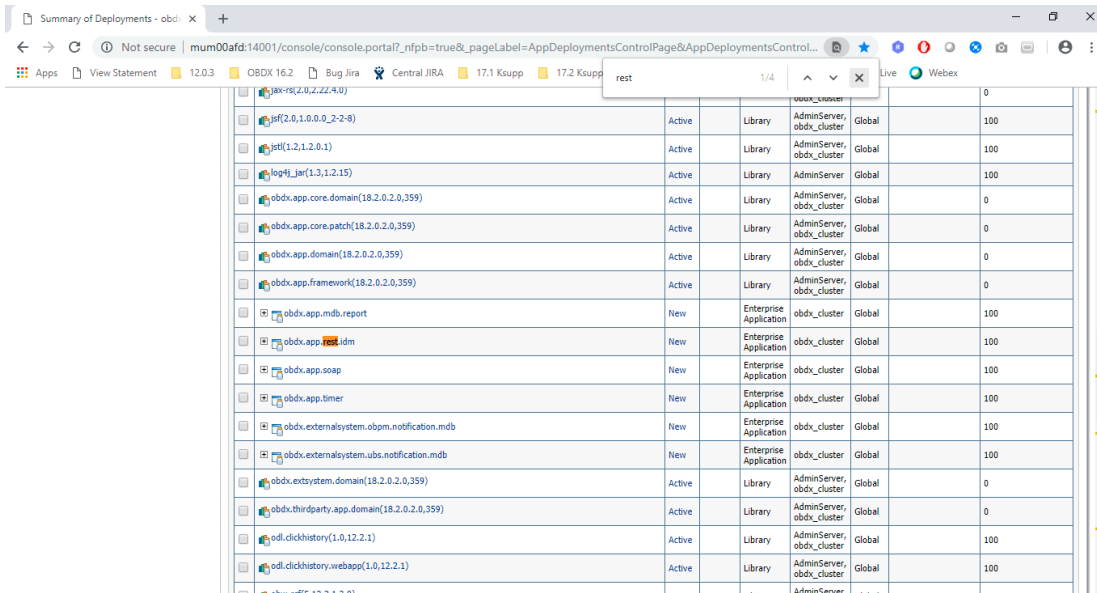 Summary of Deployments - obdx
Not secure | mum00afd:14001/console/console.portal?_nfpb=true&_pageLabel=AppDeploymentsControlPage&AppDeploymentsControl...
Apps View Statement 12.0.3 OBDX 16.2 Bug Jira Central JIRA 17.1 Ksupp 17.2 Ksupp Live Webex
rest 1/4
jax-rs(2.0,2.22.4.0) obdx_cluster 0
jsf(2.0,1.0.0.0_2-2-8) Active Library AdminServer, obdx_cluster Global 100
jstl(1.2,1.2.0.1) Active Library AdminServer, obdx_cluster Global 100
log4j_jar(1.3,1.2.15) Active Library AdminServer Global 100
obdx.app.core.domain(18.2.0.2.0,359) Active Library AdminServer, obdx_cluster Global 0
obdx.app.core.patch(18.2.0.2.0,359) Active Library AdminServer, obdx_cluster Global 0
obdx.app.domain(18.2.0.2.0,359) Active Library AdminServer, obdx_cluster Global 0
obdx.app.framework(18.2.0.2.0,359) Active Library AdminServer, obdx_cluster Global 0
obdx.app.mdb.report New Enterprise Application obdx_cluster Global 100
obdx.app.rest.idm New Enterprise Application obdx_cluster Global 100
obdx.app.soap New Enterprise Application obdx_cluster Global 100
obdx.app.timer New Enterprise Application obdx_cluster Global 100
obdx.externalsystem.obpm.notification.mdb New Enterprise Application obdx_cluster Global 100
obdx.externalsystem.ubs.notification.mdb New Enterprise Application obdx_cluster Global 100
obdx.extsystem.domain(18.2.0.2.0,359) Active Library AdminServer, obdx_cluster Global 0
obdx.thirdparty.app.domain(18.2.0.2.0,359) Active Library AdminServer, obdx_cluster Global 0
odl.clickhistory(1.0,12.2.1) Active Library AdminServer, obdx_cluster Global 100
odl.clickhistory.webapp(1.0,12.2.1) Active Library AdminServer, obdx_cluster Global 100
AdminServer,